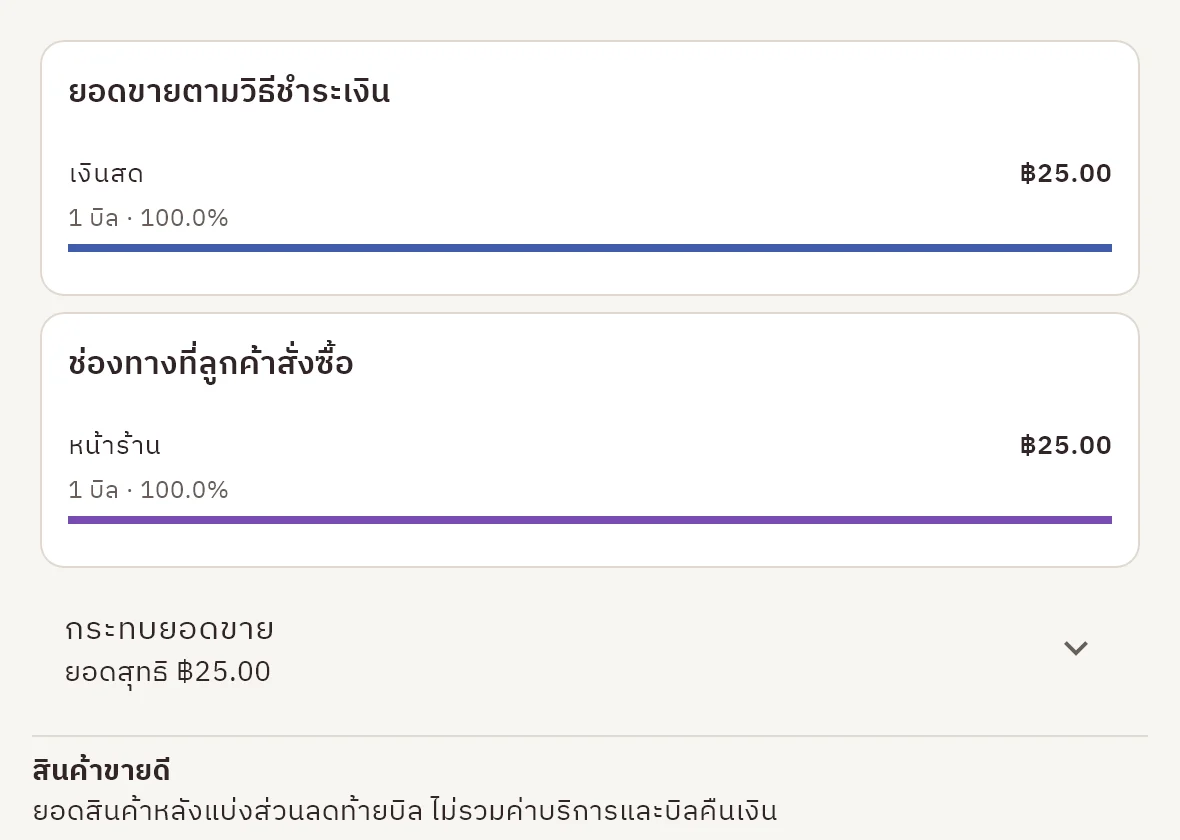 ยอดขายตามวิธีชำระเงิน
เงินสด ฿25.00
1 บิล · 100.0%
ช่องทางที่ลูกค้าสั่งซื้อ
หน้าร้าน ฿25.00
1 บิล · 100.0%
กระทบยอดขาย
ยอดสุทธิ ฿25.00
สินค้าขายดี
ยอดสินค้าหลังแบ่งส่วนลดท้ายบิล ไม่รวมค่าบริการและบิลคืนเงิน